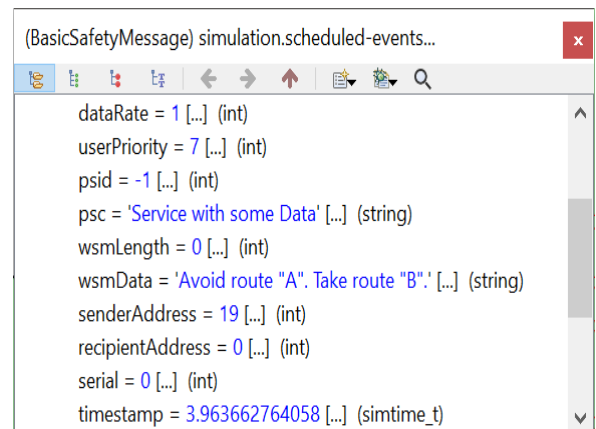 (BasicSafetyMessage) simulation.scheduled-events...
dataRate = 1 [...] (int)
userPriority = 7 [...] (int)
psid = -1 [...] (int)
psc = 'Service with some Data' [...] (string)
wsmLength = 0 [...] (int)
wsmData = 'Avoid route "A". Take route "B".' [...] (string)
senderAddress = 19 [...] (int)
recipientAddress = 0 [...] (int)
serial = 0 [...] (int)
timestamp = 3.963662764058 [...] (simtime_t)